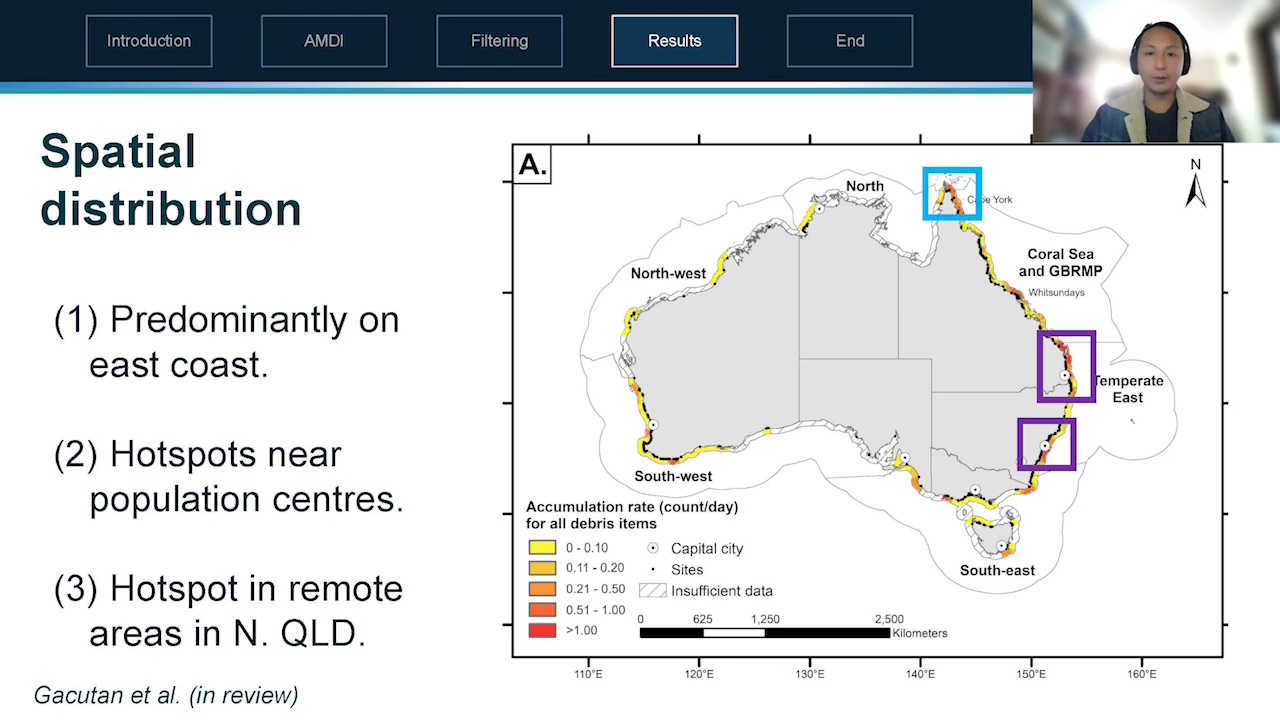 Introduction
AMDI
Filtering
Results
End
Spatial
distribution
(1) Predominantly on
east coast.
(2) Hotspots near
population centres.
(3) Hotspot in remote
areas in N. QLD.
Gacutan et al. (in review)
A.
N
North
Cape York
Coral Sea
and GBRMP
Whitsundays
North-west
Temperate
East
South-west
South-east
Accumulation rate (count/day)
for all debris items
0 - 0.10
0.11 - 0.20
0.21 - 0.50
0.51 - 1.00
>1.00
Capital city
Sites
Insufficient data
0 625 1,250 2,500
Kilometers
110°E 120°E 130°E 140°E 150°E 160°E